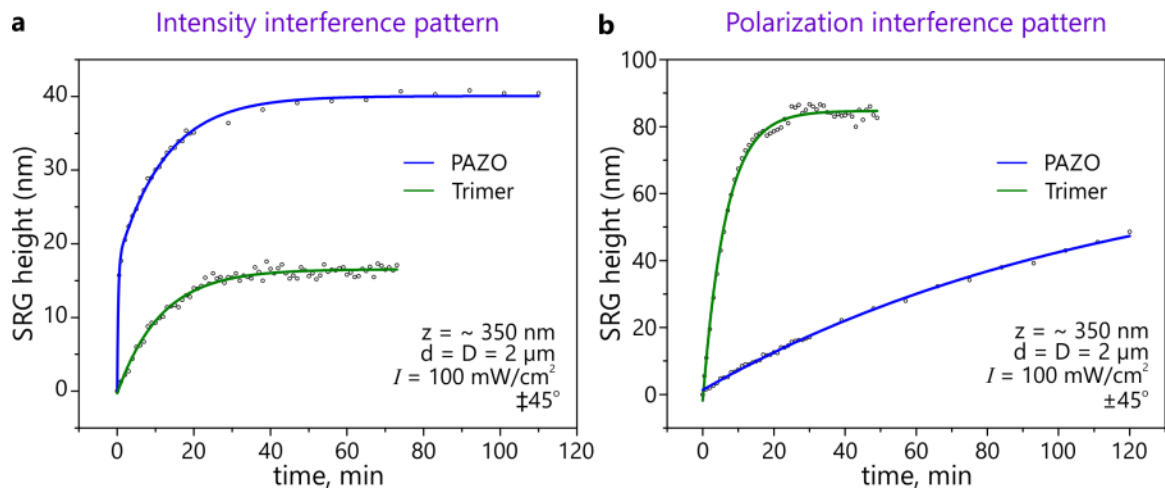 a
Intensity interference pattern
SRG height (nm)
40
30
20
10
0
PAZO
Trimer
z = ~ 350 nm
d = D = 2 µm
I = 100 mW/cm²
‡45°
0 20 40 60 80 100 120
time, min
b
Polarization interference pattern
SRG height (nm)
100
80
60
40
20
0
PAZO
Trimer
z = ~ 350 nm
d = D = 2 µm
I = 100 mW/cm²
±45°
0 20 40 60 80 100 120
time, min